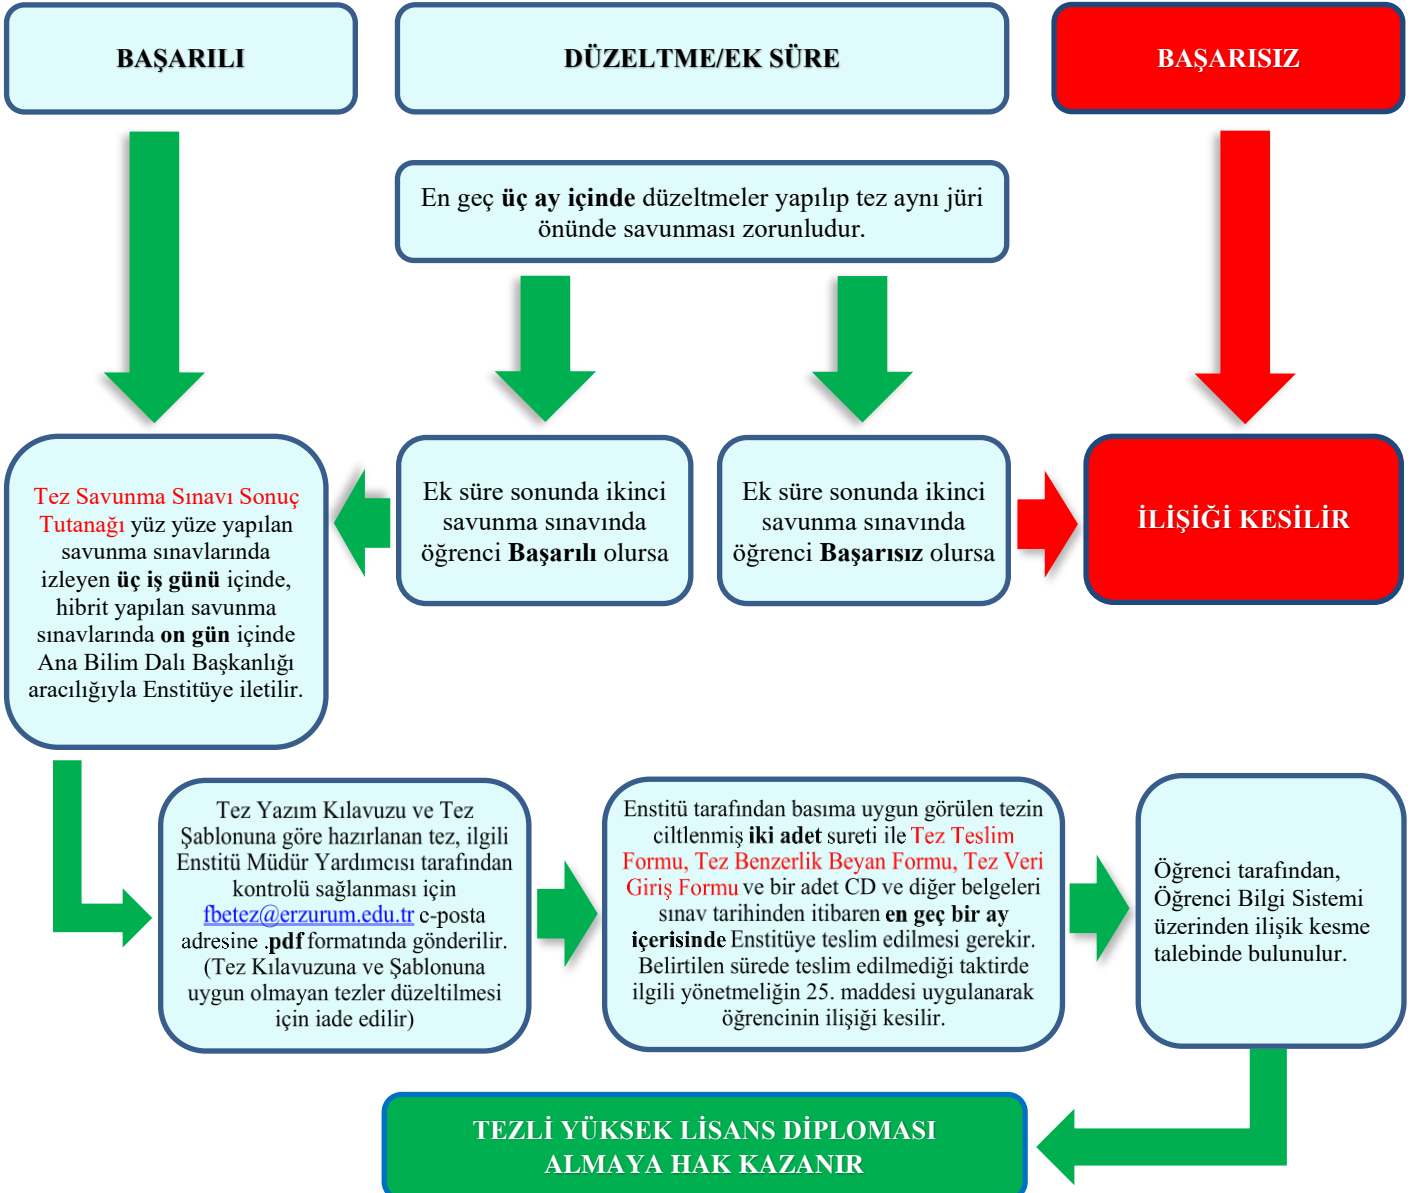 BAŞARILI
DÜZELTME/EK SÜRE
BAŞARISIZ
En geç üç ay içinde düzeltmeler yapılıp tez aynı jüri
önünde savunması zorunludur.
Tez Savunma Sınavı Sonuç
Tutanağı yüz yüze yapılan
savunma sınavlarında
izleyen üç iş günü içinde,
hibrit yapılan savunma
sınavlarında on gün içinde
Ana Bilim Dalı Başkanlığı
aracılığıyla Enstitüye iletilir.
Ek süre sonunda ikinci
savunma sınavında
öğrenci Başarılı olursa
Ek süre sonunda ikinci
savunma sınavında
öğrenci Başarısız olursa
İLİŞİĞİ KESİLİR
Tez Yazım Kılavuzu ve Tez
Şablonuna göre hazırlanan tez, ilgili
Enstitü Müdür Yardımcısı tarafından
kontrolü sağlanması için
fbetez@erzurum.edu.tr e-posta
adresine .pdf formatında gönderilir.
(Tez Kılavuzuna ve Şablonuna
uygun olmayan tezler düzeltilmesi
için iade edilir)
Enstitü tarafından basıma uygun görülen tezin
ciltlenmiş iki adet sureti ile Tez Teslim
Formu, Tez Benzerlik Beyan Formu, Tez Veri
Giriş Formu ve bir adet CD ve diğer belgeleri
sınav tarihinden itibaren en geç bir ay
içerisinde Enstitüye teslim edilmesi gerekir.
Belirtilen sürede teslim edilmediği taktirde
ilgili yönetmeliğin 25. maddesi uygulanarak
öğrencinin ilişiği kesilir.
Öğrenci tarafından,
Öğrenci Bilgi Sistemi
üzerinden ilişik kesme
talebinde bulunulur.
TEZLİ YÜKSEK LİSANS DİPLOMASI
ALMAYA HAK KAZANIR